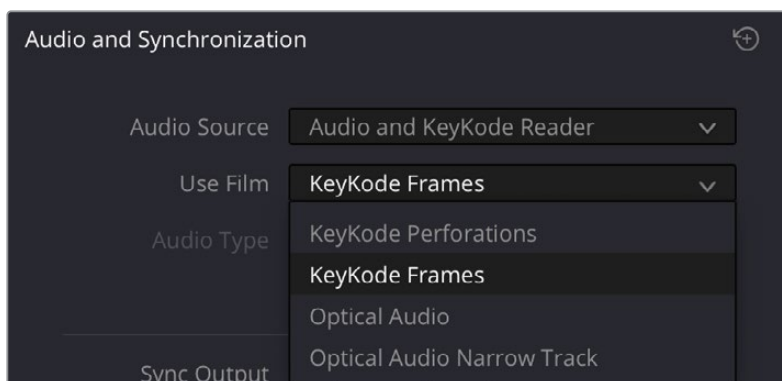 Audio and Synchronization
Audio Source Audio and KeyKode Reader
Use Film KeyKode Frames
Audio Type KeyKode Perforations
KeyKode Frames
Optical Audio
Optical Audio Narrow Track
Sync Output